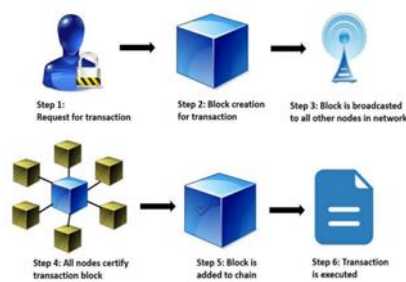 Step 1:
Request for transaction
Step 2: Block creation
for transaction
Step 3: Block is broadcasted
to all other nodes in network
Step 4: All nodes certify
transaction block
Step 5: Block is
added to chain
Step 6: Transaction
is executed